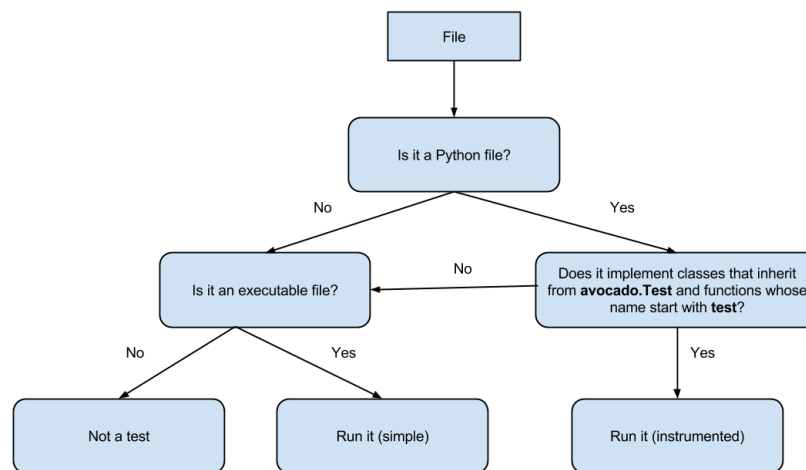 File
Is it a Python file?
No
Yes
Is it an executable file?
No
Does it implement classes that inherit
from avocado.Test and functions whose
name start with test?
No
Yes
Yes
Not a test
Run it (simple)
Run it (instrumented)